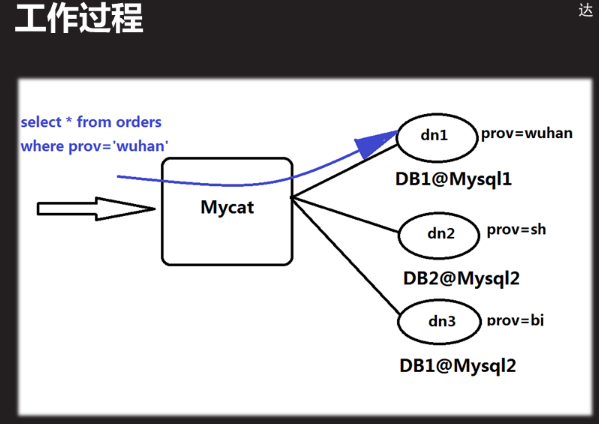 工作过程
达
select * from orders
where prov='wuhan'
Mycat
dn1
prov=wuhan
DB1@Mysql1
dn2
prov=sh
DB2@Mysql2
dn3
prov=bj
DB1@Mysql2